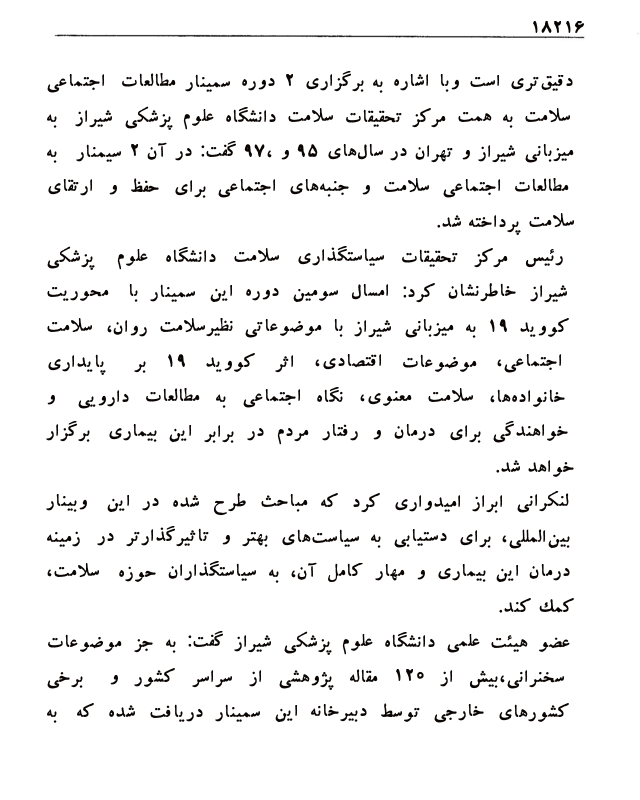 ۱۸۲۱۶
دقیق‌تری است وبا اشاره به برگزاری ۲ دوره سمینار مطالعات اجتماعی
سلامت به همت مرکز تحقیقات سلامت دانشگاه علوم پزشکی شیراز به
میزبانی شیراز و تهران در سال‌های ۹۵ و ،۹۷ گفت: در آن ۲ سیمنار به
مطالعات اجتماعی سلامت و جنبه‌های اجتماعی برای حفظ و ارتقای
سلامت پرداخته شد.
رئیس مرکز تحقیقات سیاستگذاری سلامت دانشگاه علوم پزشکی
شیراز خاطرنشان کرد: امسال سومین دوره این سمینار با محوریت
کووید ۱۹ به میزبانی شیراز با موضوعاتی نظیرسلامت روان، سلامت
اجتماعی، موضوعات اقتصادی، اثر کووید ۱۹ بر پایداری
خانواده‌ها، سلامت معنوی، نگاه اجتماعی به مطالعات دارویی و
خواهندگی برای درمان و رفتار مردم در برابر این بیماری برگزار
خواهد شد.
لنکرانی ابراز امیدواری کرد که مباحث طرح شده در این وبینار
بین‌المللی، برای دستیابی به سیاست‌های بهتر و تاثیرگذارتر در زمینه
درمان این بیماری و مهار کامل آن، به سیاستگذاران حوزه سلامت،
کمك کند.
عضو هیئت علمی دانشگاه علوم پزشکی شیراز گفت: به جز موضوعات
سخنرانی،بیش از ۱۲۰ مقاله پژوهشی از سراسر کشور و برخی
کشورهای خارجی توسط دبیرخانه این سمینار دریافت شده که به